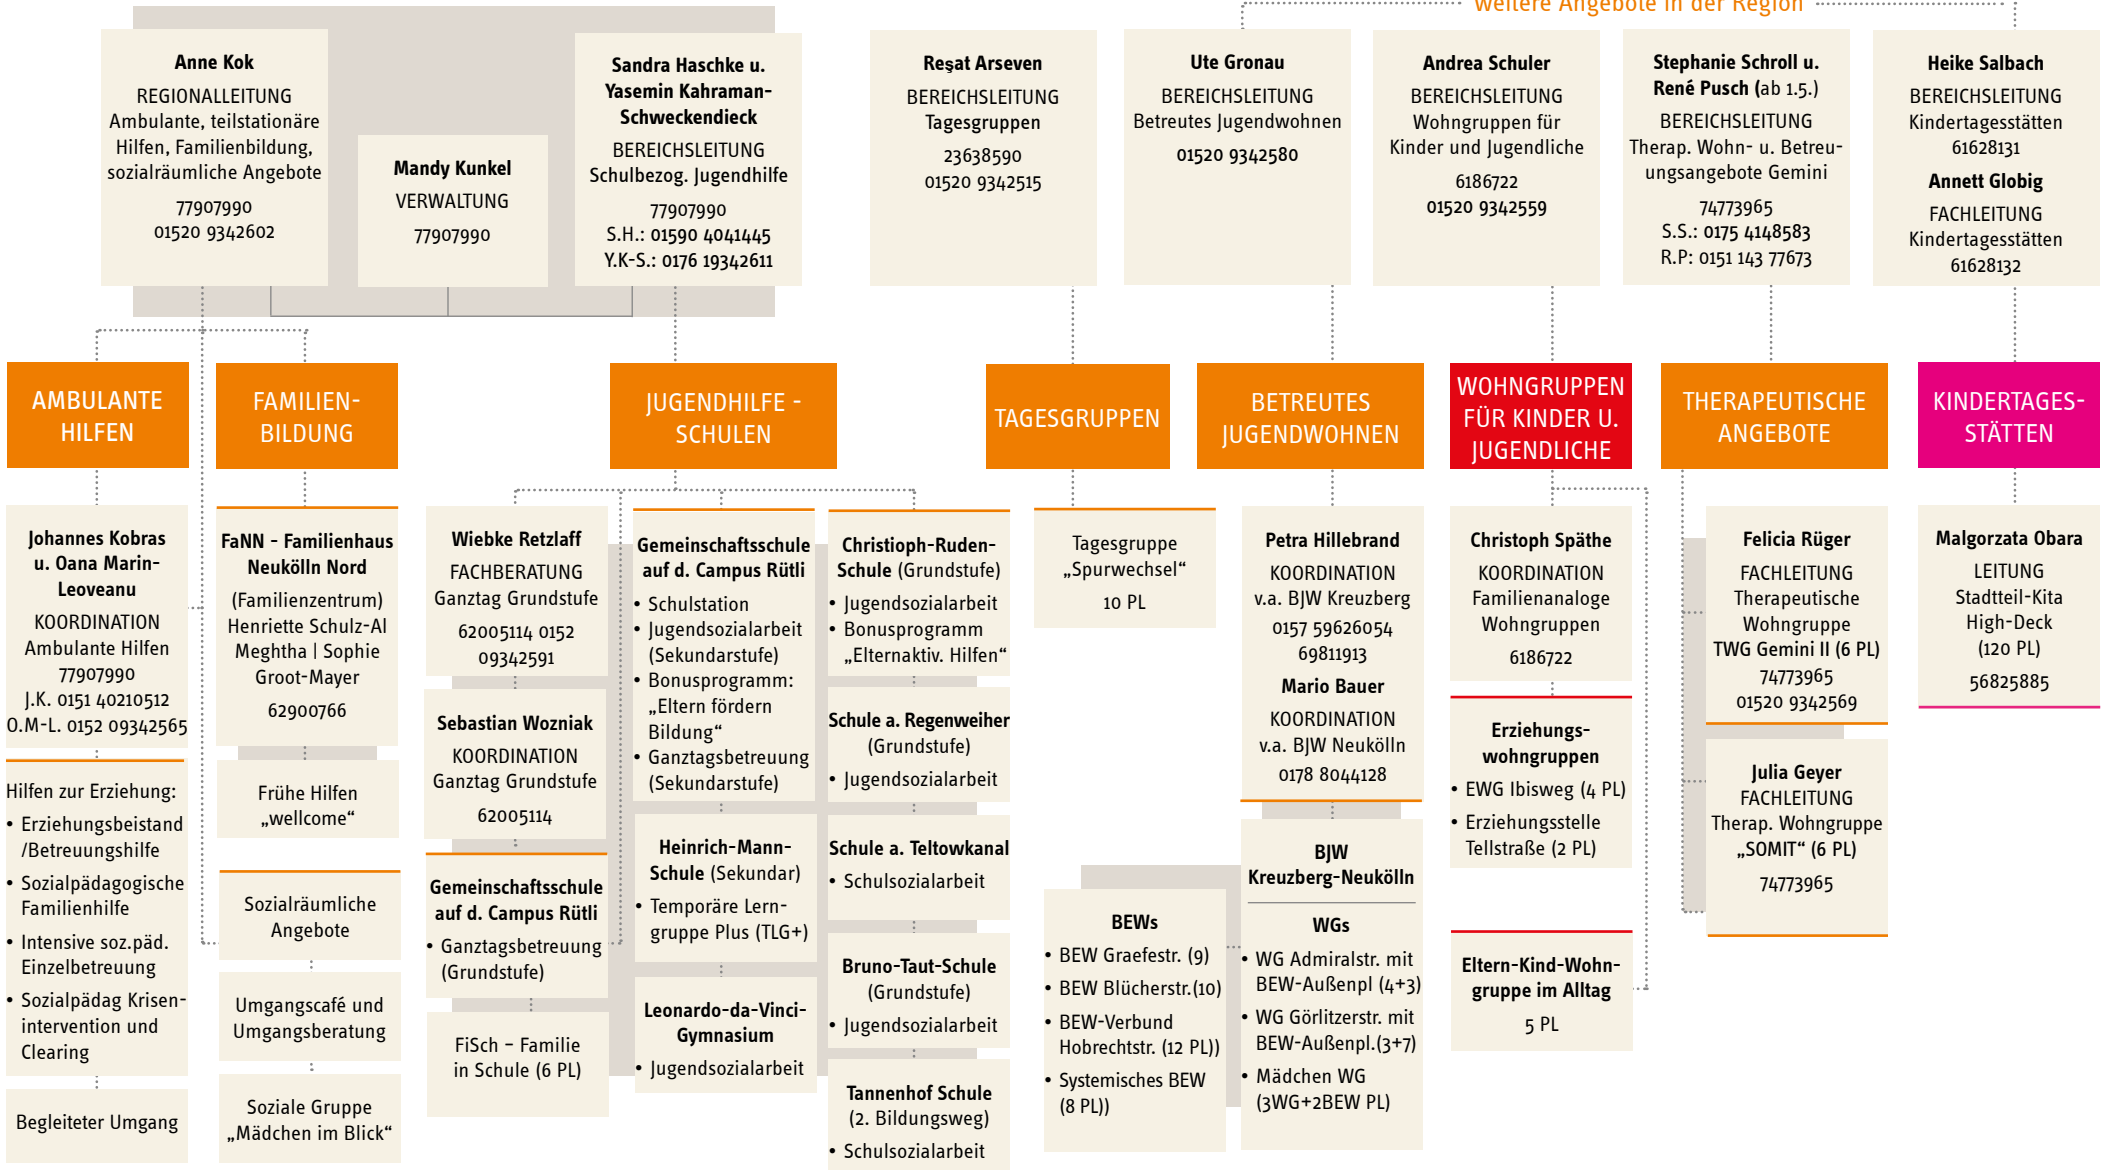 weitere Angebote in der Region
Anne Kok
REGIONALLEITUNG
Ambulante, teilstationäre
Hilfen, Familienbildung,
sozialräumliche Angebote
77907990
01520 9342602
Mandy Kunkel
VERWALTUNG
77907990
Sandra Haschke u.
Yasemin Kahraman-
Schweckendieck
BEREICHSLEITUNG
Schulbezog. Jugendhilfe
77907990
S.H.: 01590 4041445
Y.K-S.: 0176 19342611
Reşat Arseven
BEREICHSLEITUNG
Tagesgruppen
23638590
01520 9342515
Ute Gronau
BEREICHSLEITUNG
Betreutes Jugendwohnen
01520 9342580
Andrea Schuler
BEREICHSLEITUNG
Wohngruppen für
Kinder und Jugendliche
6186722
01520 9342559
Stephanie Schroll u.
René Pusch (ab 1.5.)
BEREICHSLEITUNG
Therap. Wohn- u. Betreu-
ungsangebote Gemini
74773965
S.S.: 0175 4148583
R.P: 0151 143 77673
Heike Salbach
BEREICHSLEITUNG
Kindertagesstätten
61628131
Annett Globig
FACHLEITUNG
Kindertagesstätten
61628132
AMBULANTE
HILFEN
FAMILIEN-
BILDUNG
JUGENDHILFE -
SCHULEN
TAGESGRUPPEN
BETREUTES
JUGENDWOHNEN
WOHNGRUPPEN
FÜR KINDER U.
JUGENDLICHE
THERAPEUTISCHE
ANGEBOTE
KINDERTAGES-
STÄTTEN
Johannes Kobras
u. Oana Marin-
Leoveanu
KOORDINATION
Ambulante Hilfen
77907990
J.K. 0151 40210512
O.M-L. 0152 09342565
Hilfen zur Erziehung:
• Erziehungsbeistand
/Betreuungshilfe
• Sozialpädagogische
Familienhilfe
• Intensive soz.päd.
Einzelbetreuung
• Sozialpädag Krisen-
intervention und
Clearing
Begleiteter Umgang
FaNN - Familienhaus
Neukölln Nord
(Familienzentrum)
Henriette Schulz-Al
Meghtha | Sophie
Groot-Mayer
62900766
Frühe Hilfen
„wellcome“
Sozialräumliche
Angebote
Umgangscafé und
Umgangsberatung
Soziale Gruppe
„Mädchen im Blick“
Wiebke Retzlaff
FACHBERATUNG
Ganztag Grundstufe
62005114 0152
09342591
Sebastian Wozniak
KOORDINATION
Ganztag Grundstufe
62005114
Gemeinschaftsschule
auf d. Campus Rütli
• Ganztagsbetreuung
(Grundstufe)
FiSch – Familie
in Schule (6 PL)
Gemeinschaftsschule
auf d. Campus Rütli
• Schulstation
• Jugendsozialarbeit
(Sekundarstufe)
• Bonusprogramm:
„Eltern fördern
Bildung“
• Ganztagsbetreuung
(Sekundarstufe)
Heinrich-Mann-
Schule (Sekundar)
• Temporäre Lern-
gruppe Plus (TLG+)
Leonardo-da-Vinci-
Gymnasium
• Jugendsozialarbeit
Christioph-Ruden-
Schule (Grundstufe)
• Jugendsozialarbeit
• Bonusprogramm
„Elternaktiv. Hilfen“
Schule a. Regenweiher
(Grundstufe)
• Jugendsozialarbeit
Schule a. Teltowkanal
• Schulsozialarbeit
Bruno-Taut-Schule
(Grundstufe)
• Jugendsozialarbeit
Tannenhof Schule
(2. Bildungsweg)
• Schulsozialarbeit
Tagesgruppe
„Spurwechsel“
10 PL
Petra Hillebrand
KOORDINATION
v.a. BJW Kreuzberg
0157 59626054
69811913
Mario Bauer
KOORDINATION
v.a. BJW Neukölln
0178 8044128
BJW
Kreuzberg-Neukölln
WGs
• WG Admiralstr. mit
BEW-Außenpl (4+3)
• WG Görlitzerstr. mit
BEW-Außenpl.(3+7)
• Mädchen WG
(3WG+2BEW PL)
BEWs
• BEW Graefestr. (9)
• BEW Blücherstr.(10)
• BEW-Verbund
Hobrechtstr. (12 PL))
• Systemisches BEW
(8 PL))
Christoph Späthe
KOORDINATION
Familienanaloge
Wohngruppen
6186722
Erziehungs-
wohngruppen
• EWG Ibisweg (4 PL)
• Erziehungsstelle
Tellstraße (2 PL)
Eltern-Kind-Wohn-
gruppe im Alltag
5 PL
Felicia Rüger
FACHLEITUNG
Therapeutische
Wohngruppe
TWG Gemini II (6 PL)
74773965
01520 9342569
Julia Geyer
FACHLEITUNG
Therap. Wohngruppe
„SOMIT“ (6 PL)
74773965
Malgorzata Obara
LEITUNG
Stadtteil-Kita
High-Deck
(120 PL)
56825885